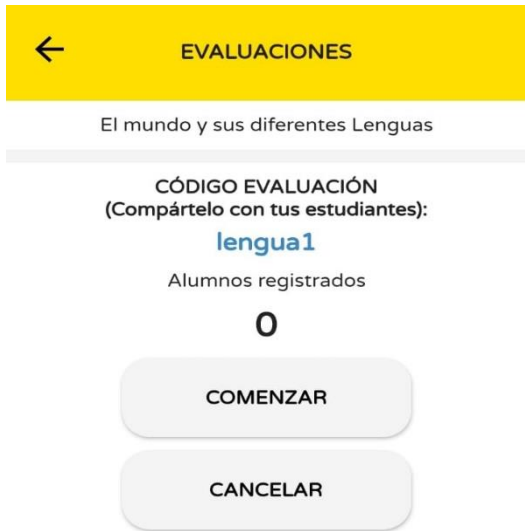 EVALUACIONES
El mundo y sus diferentes Lenguas
CÓDIGO EVALUACIÓN
(Compártelo con tus estudiantes):
lengua1
Alumnos registrados
0
COMENZAR
CANCELAR